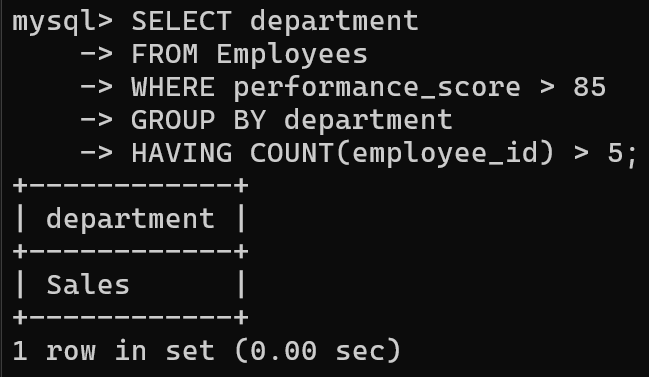 mysql> SELECT department
    -> FROM Employees
    -> WHERE performance_score > 85
    -> GROUP BY department
    -> HAVING COUNT(employee_id) > 5;
+------------+
| department |
+------------+
| Sales      |
+------------+
1 row in set (0.00 sec)